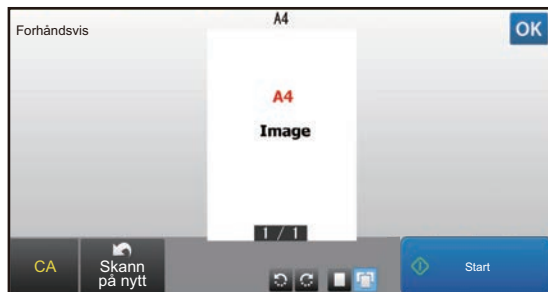 A4
Forhåndsvis
OK
A4
Image
1 / 1
CA
Skann
på nytt
Start